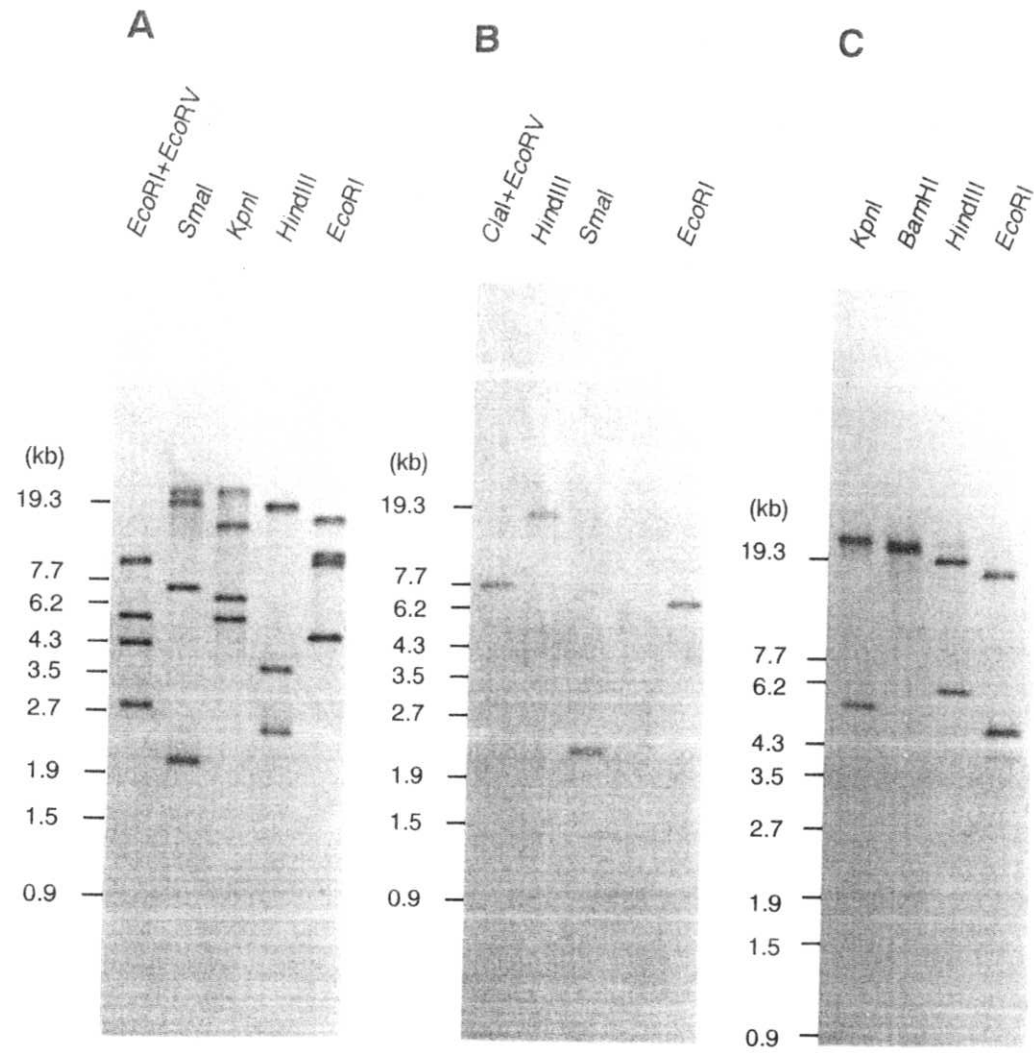 A
EcoRI+EcoRV
SmaI
KpnI
HindIII
EcoRI
(kb)
19.3
7.7
6.2
4.3
3.5
2.7
1.9
1.5
0.9
B
ClaI+EcoRV
HindIII
SmaI
EcoRI
(kb)
19.3
7.7
6.2
4.3
3.5
2.7
1.9
1.5
0.9
C
KpnI
BamHI
HindIII
EcoRI
(kb)
19.3
7.7
6.2
4.3
3.5
2.7
1.9
1.5
0.9